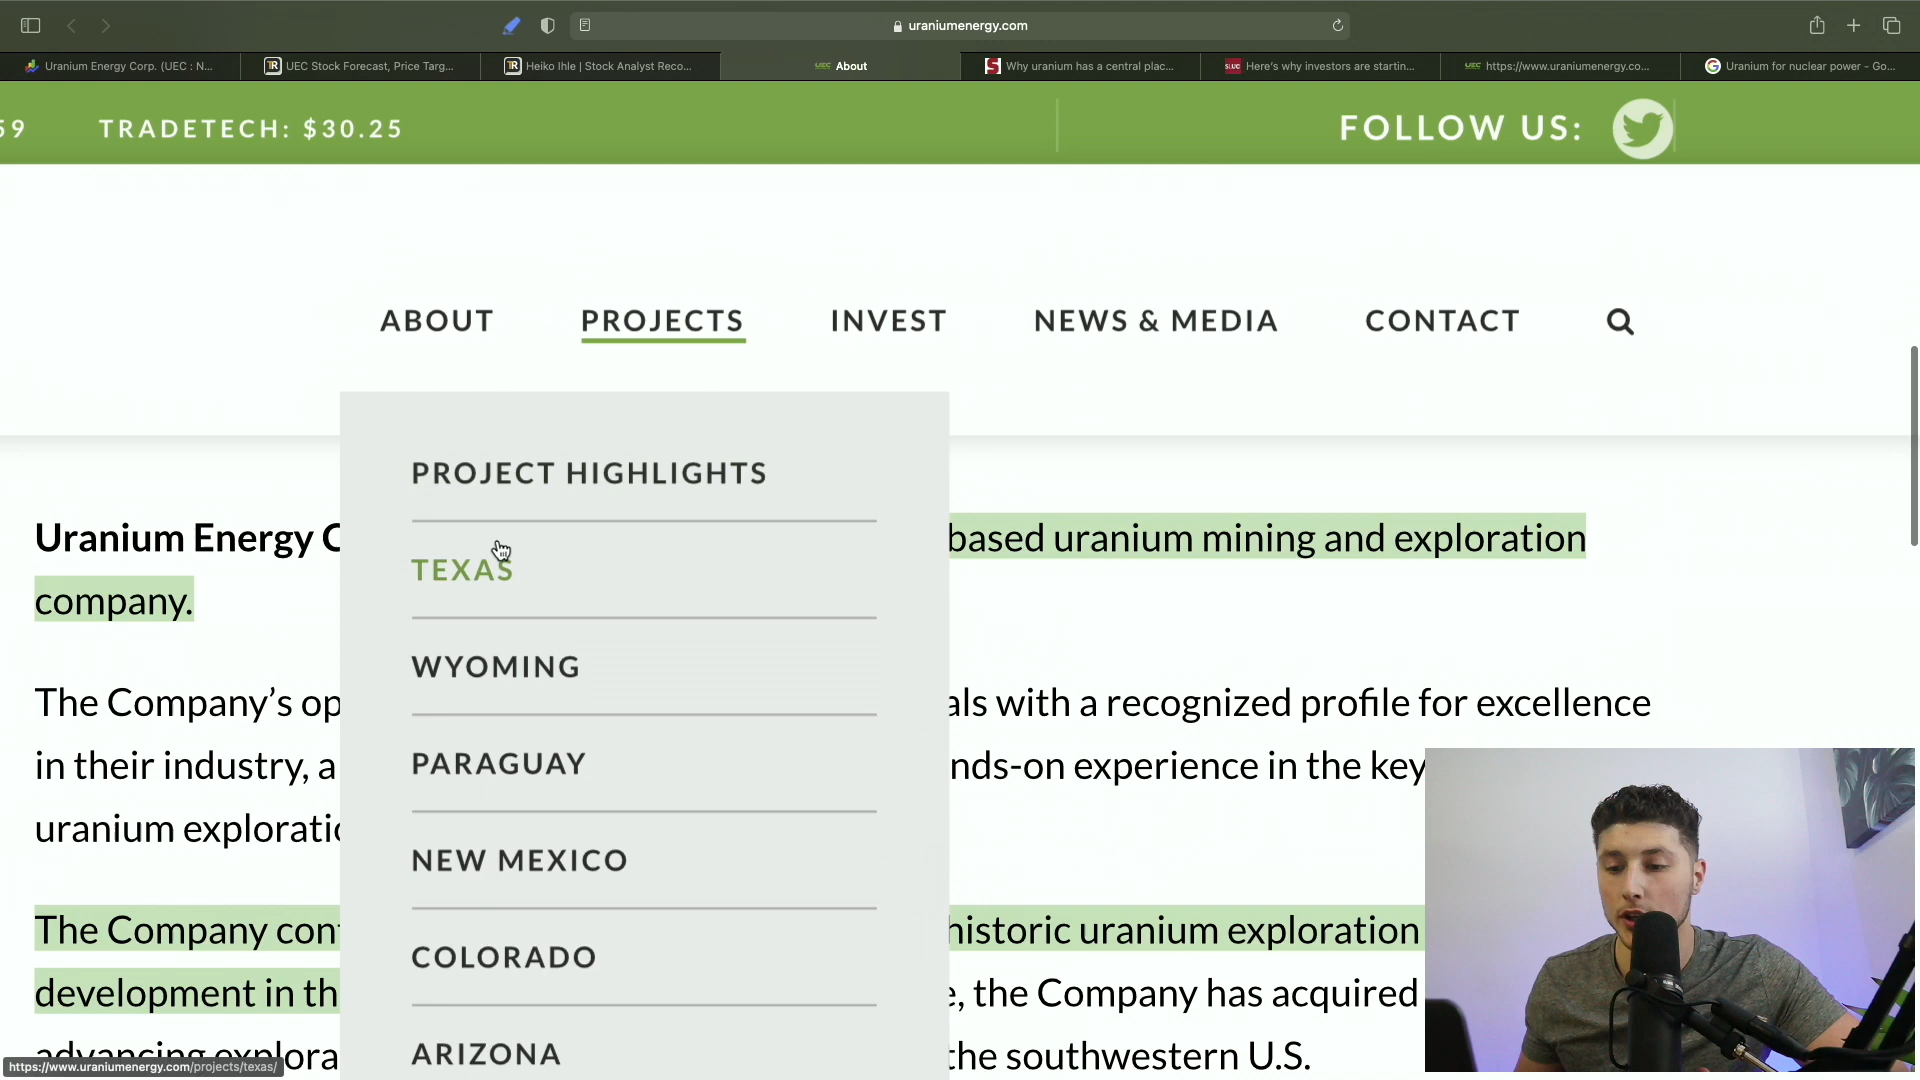 uraniumenergy.com
Uranium Energy Corp. (UEC : N...
UEC Stock Forecast, Price Targ...
Heiko Ihle | Stock Analyst Reco...
UEC About
Why uranium has a central plac...
SLUC Here's why investors are startin...
UEC https://www.uraniumenergy.co...
Uranium for nuclear power - Go...
59 TRADETECH: $30.25 FOLLOW US:
ABOUT PROJECTS INVEST NEWS & MEDIA CONTACT
PROJECT HIGHLIGHTS
TEXAS
WYOMING
PARAGUAY
NEW MEXICO
COLORADO
ARIZONA
Uranium Energy C based uranium mining and exploration
company.
The Company’s op als with a recognized profile for excellence
in their industry, a nds-on experience in the key
uranium exploratio
The Company con historic uranium exploration
development in th e, the Company has acquired
advancing explora the southwestern U.S.
https://www.uraniumenergy.com/projects/texas/